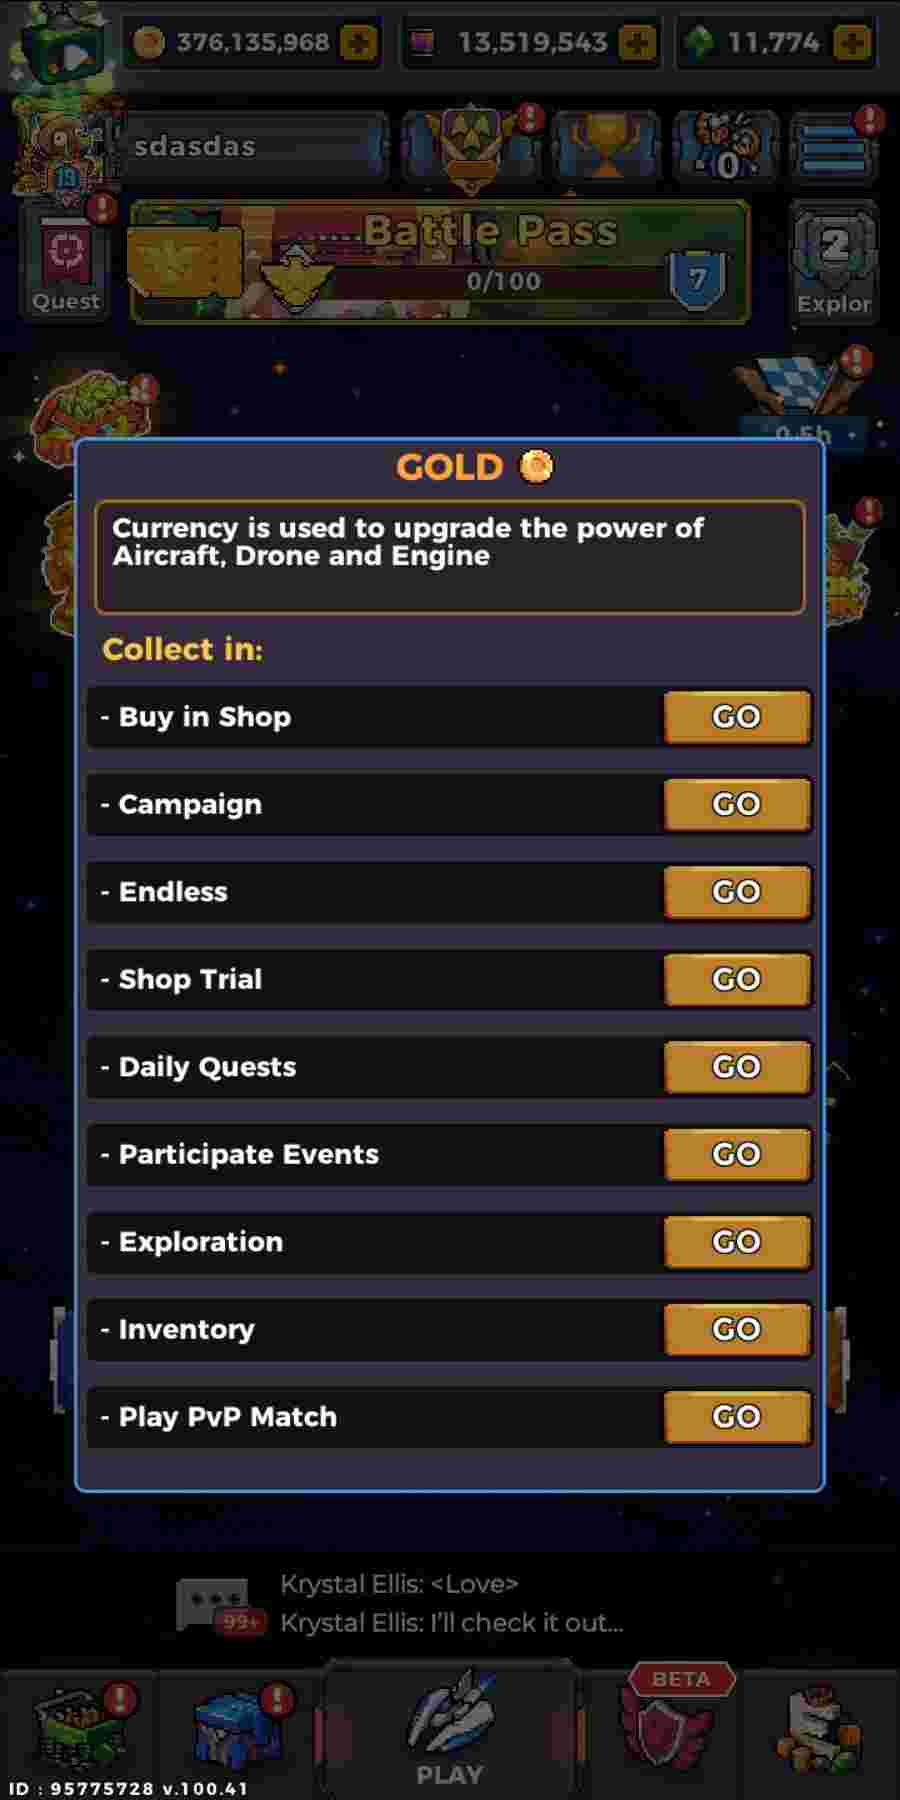 376,135,968
13,519,543
11,774
sdasdas
19
0
Quest
Battle Pass
0/100
7
2
Explor
GOLD
Currency is used to upgrade the power of
Aircraft, Drone and Engine
Collect in:
- Buy in Shop GO
- Campaign GO
- Endless GO
- Shop Trial GO
- Daily Quests GO
- Participate Events GO
- Exploration GO
- Inventory GO
- Play PvP Match GO
Krystal Ellis: <Love>
99+
Krystal Ellis: I'll check it out...
BETA
PLAY
ID : 95775728 v.100.41